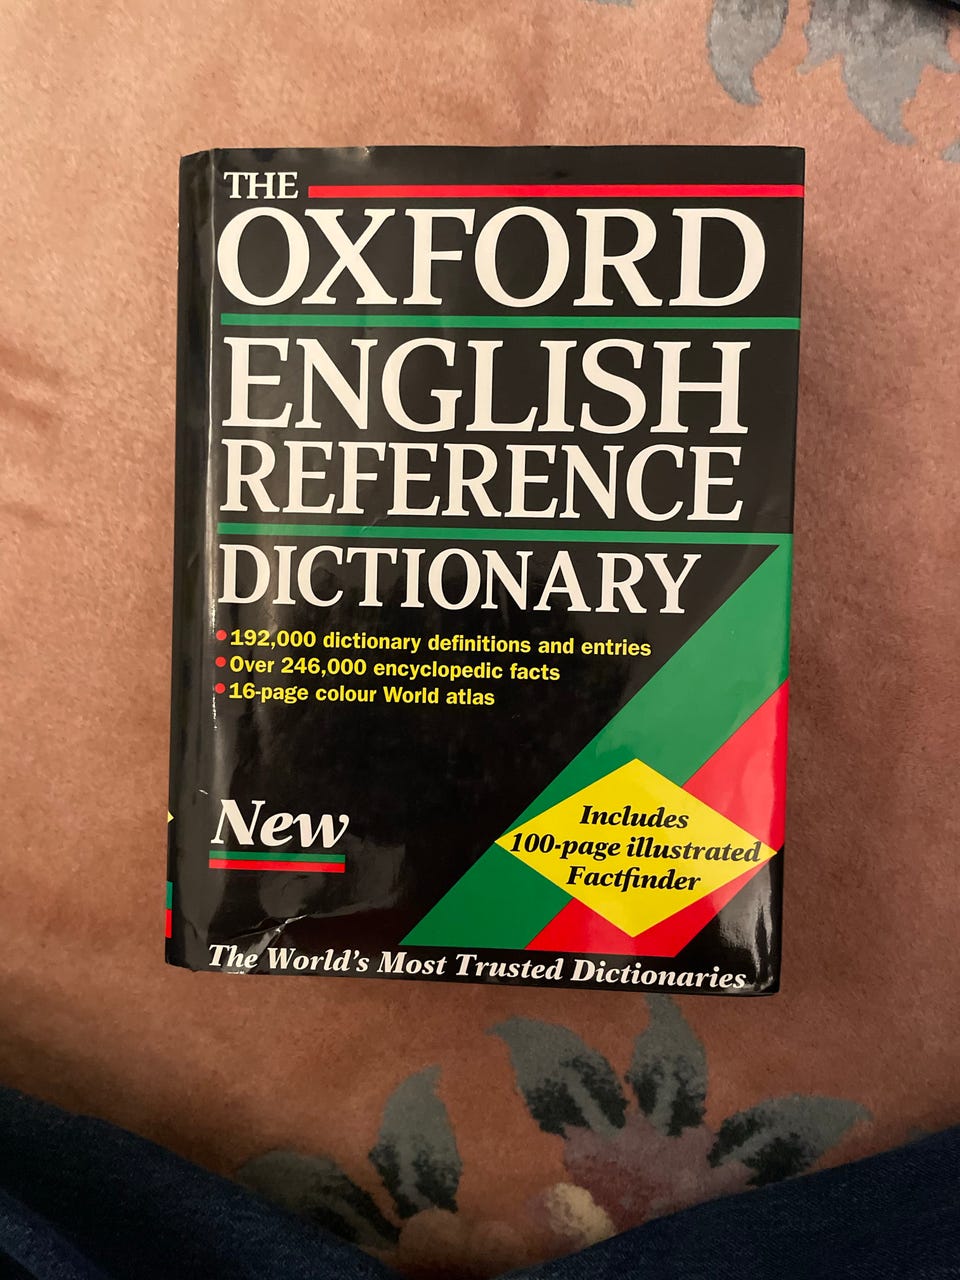 THE
OXFORD
ENGLISH
REFERENCE
DICTIONARY
•192,000 dictionary definitions and entries
•Over 246,000 encyclopedic facts
•16-page colour World atlas
New
Includes
100-page illustrated
Factfinder
The World's Most Trusted Dictionaries